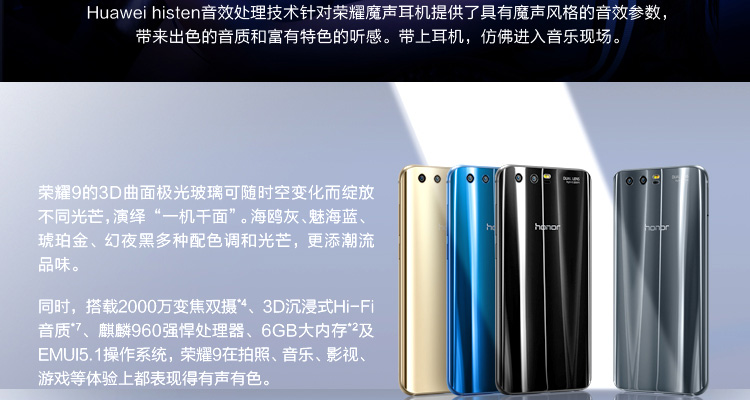 Huawei histen音效处理技术针对荣耀魔声耳机提供了具有魔声风格的音效参数，
带来出色的音质和富有特色的听感。带上耳机，仿佛进入音乐现场。
荣耀9的3D曲面极光玻璃可随时空变化而绽放
不同光芒，演绎“一机千面”。海鸥灰、魅海蓝、
琥珀金、幻夜黑多种配色调和光芒，更添潮流
品味。
同时，搭载2000万变焦双摄*4、3D沉浸式Hi-Fi
音质*7、麒麟960强悍处理器、6GB大内存*2及
EMUI5.1操作系统，荣耀9在拍照、音乐、影视、
游戏等体验上都表现得有声有色。
honor
honor
DUAL LENS